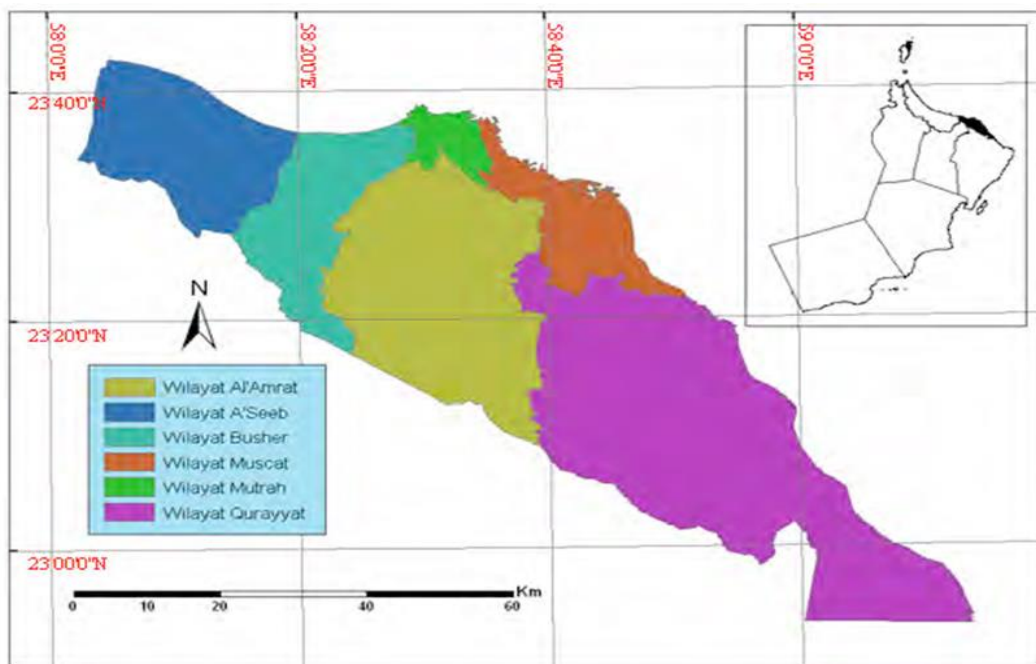 58°0'0"E
58°20'0"E
58°40'0"E
59°0'0"E
23°40'0"N
23°20'0"N
23°00'0"N
N
Wilayat Al'Amrat
Wilayat A'Seeb
Wilayat Busher
Wilayat Muscat
Wilayat Mutrah
Wilayat Qurayyat
Km
0 10 20 40 60